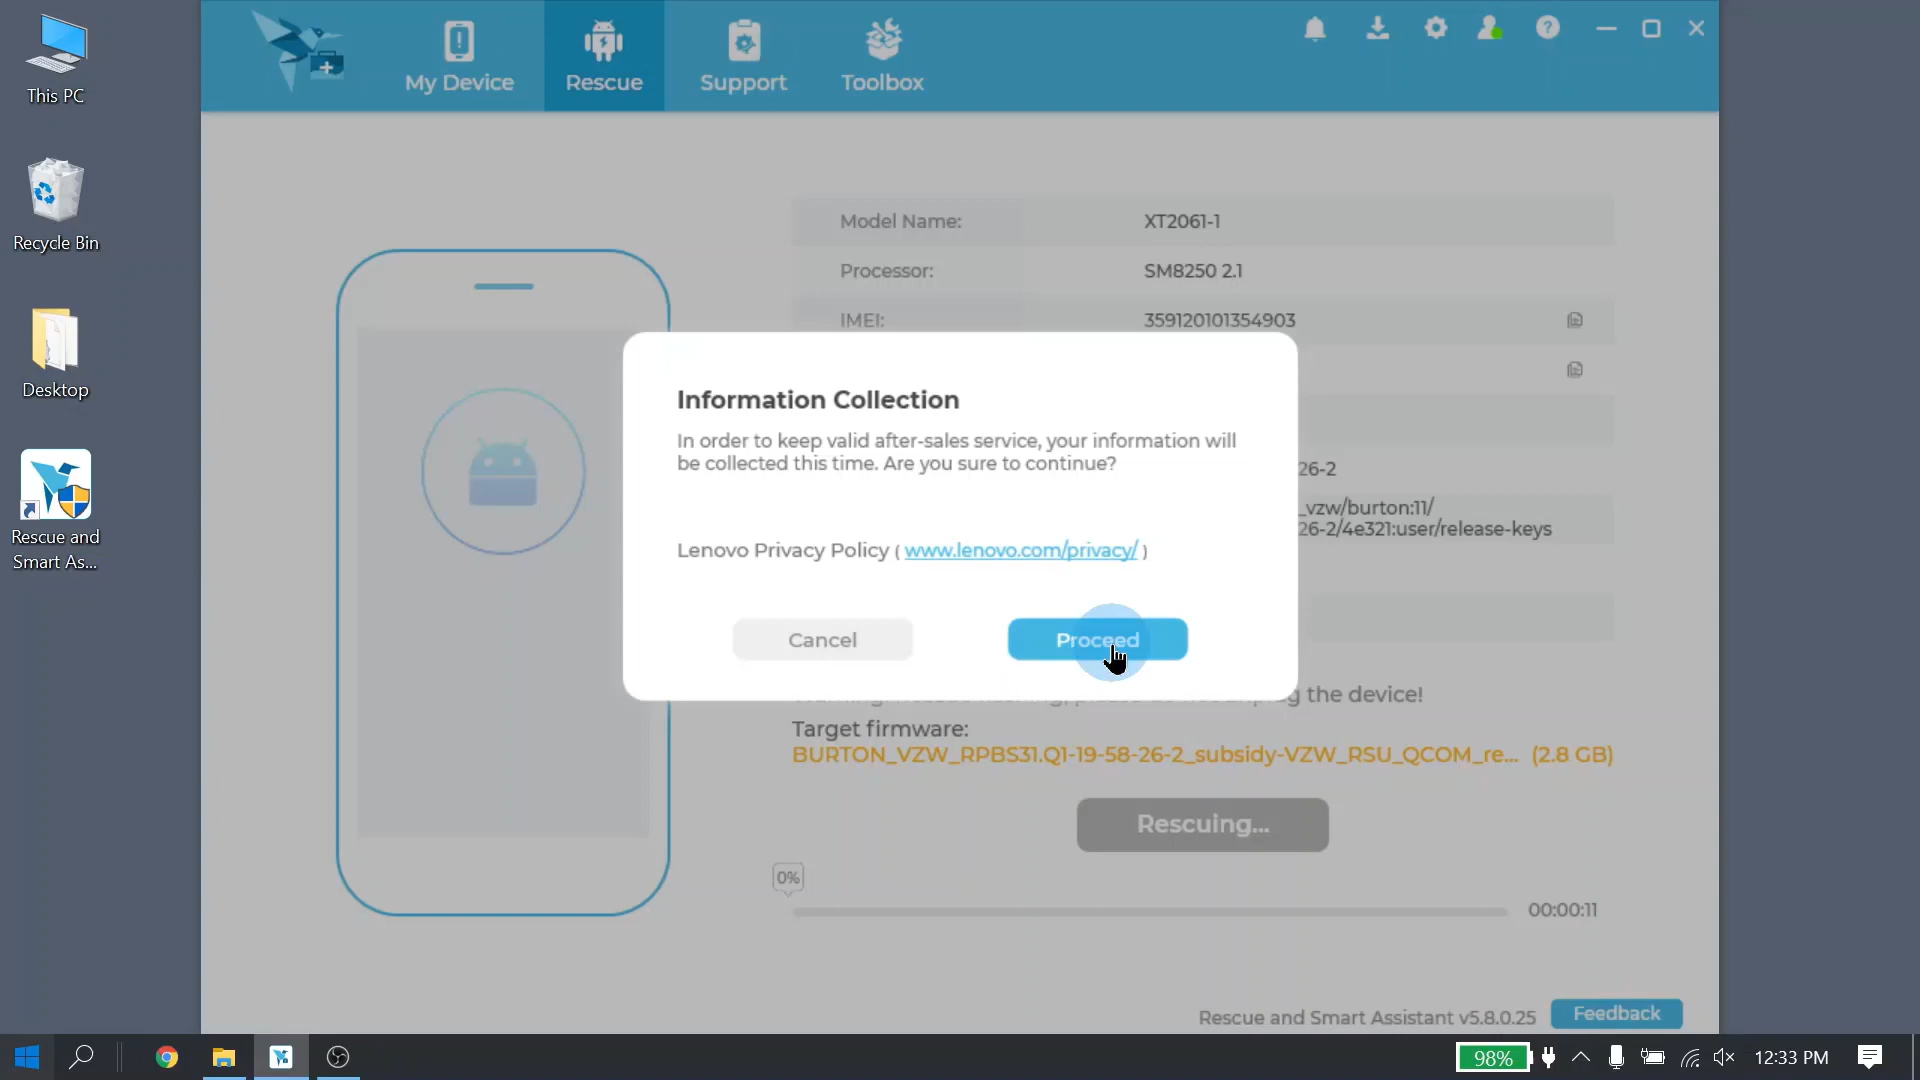 This PC
Recycle Bin
Desktop
Rescue and
Smart As...
My Device
Rescue
Support
Toolbox
Model Name:
XT2061-1
Processor:
SM8250 2.1
IMEI:
359120101354903
26-2
_vzw/burton:11/
26-2/4e321:user/release-keys
Information Collection
In order to keep valid after-sales service, your information will
be collected this time. Are you sure to continue?
Lenovo Privacy Policy ( www.lenovo.com/privacy/ )
Cancel
Proceed
the device!
Target firmware:
BURTON_VZW_RPBS31.Q1-19-58-26-2_subsidy-VZW_RSU_QCOM_re... (2.8 GB)
Rescuing...
0%
00:00:11
Rescue and Smart Assistant v5.8.0.25
Feedback
98%
12:33 PM